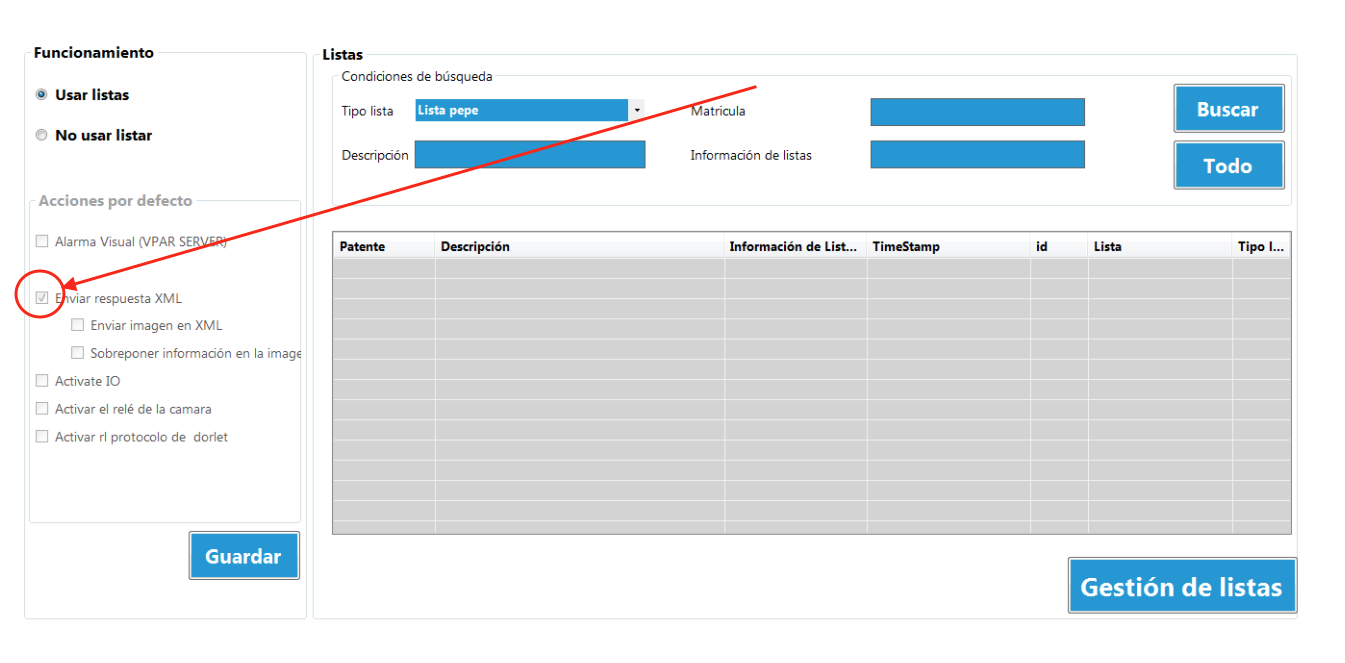 Funcionamiento
Usar listas
No usar listar
Acciones por defecto
Alarma Visual (VPAR SERVER)
Enviar respuesta XML
Enviar imagen en XML
Sobreponer información en la image
Activate IO
Activar el relé de la camara
Activar rl protocolo de dorlet
Guardar
Listas
Condiciones de búsqueda
Tipo lista Lista pepe Matricula Buscar
Descripción Información de listas Todo
Patente Descripción Información de List... TimeStamp id Lista Tipo l...
Gestión de listas